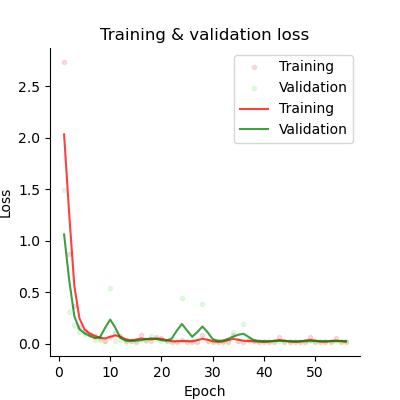 Training & validation loss
Training
Validation
Training
Validation
Loss
2.5
2.0
1.5
1.0
0.5
0.0
0 10 20 30 40 50
Epoch